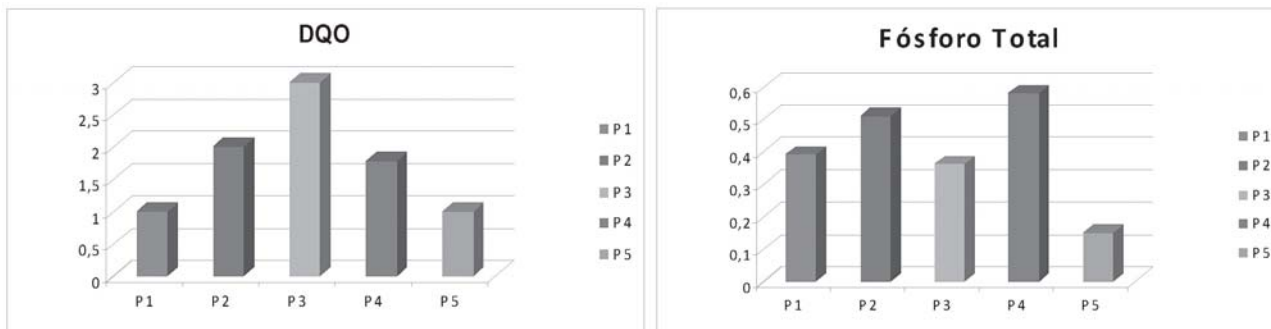 DQO
3
2,5
2
1,5
1
0,5
0
P1 P2 P3 P4 P5
P1
P2
P3
P4
P5
Fósforo Total
0,6
0,5
0,4
0,3
0,2
0,1
0
P1 P2 P3 P4 P5
P1
P2
P3
P4
P5